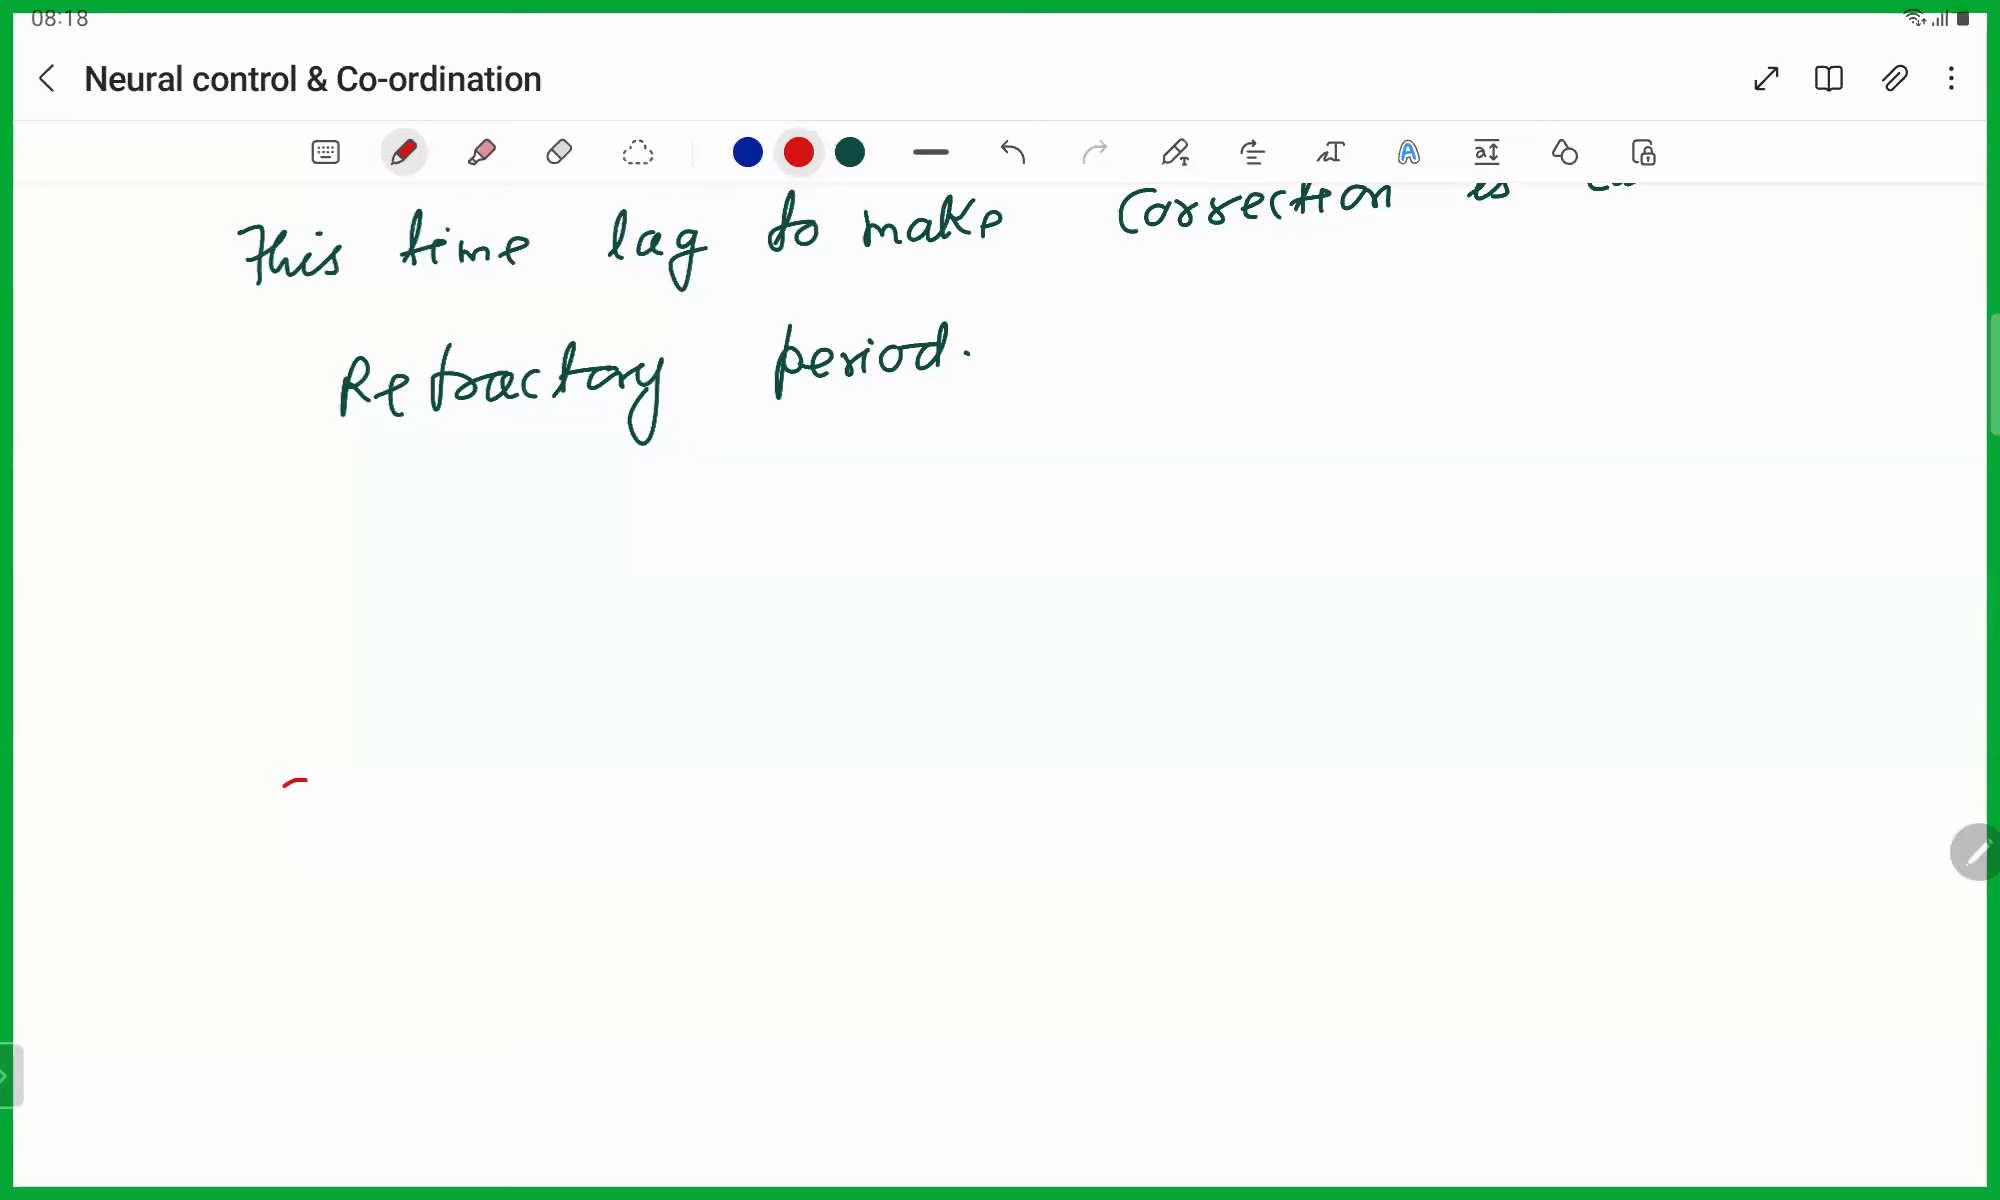 08:18
Neural control & Co-ordination
This time lag to make correction is
Refractory period.